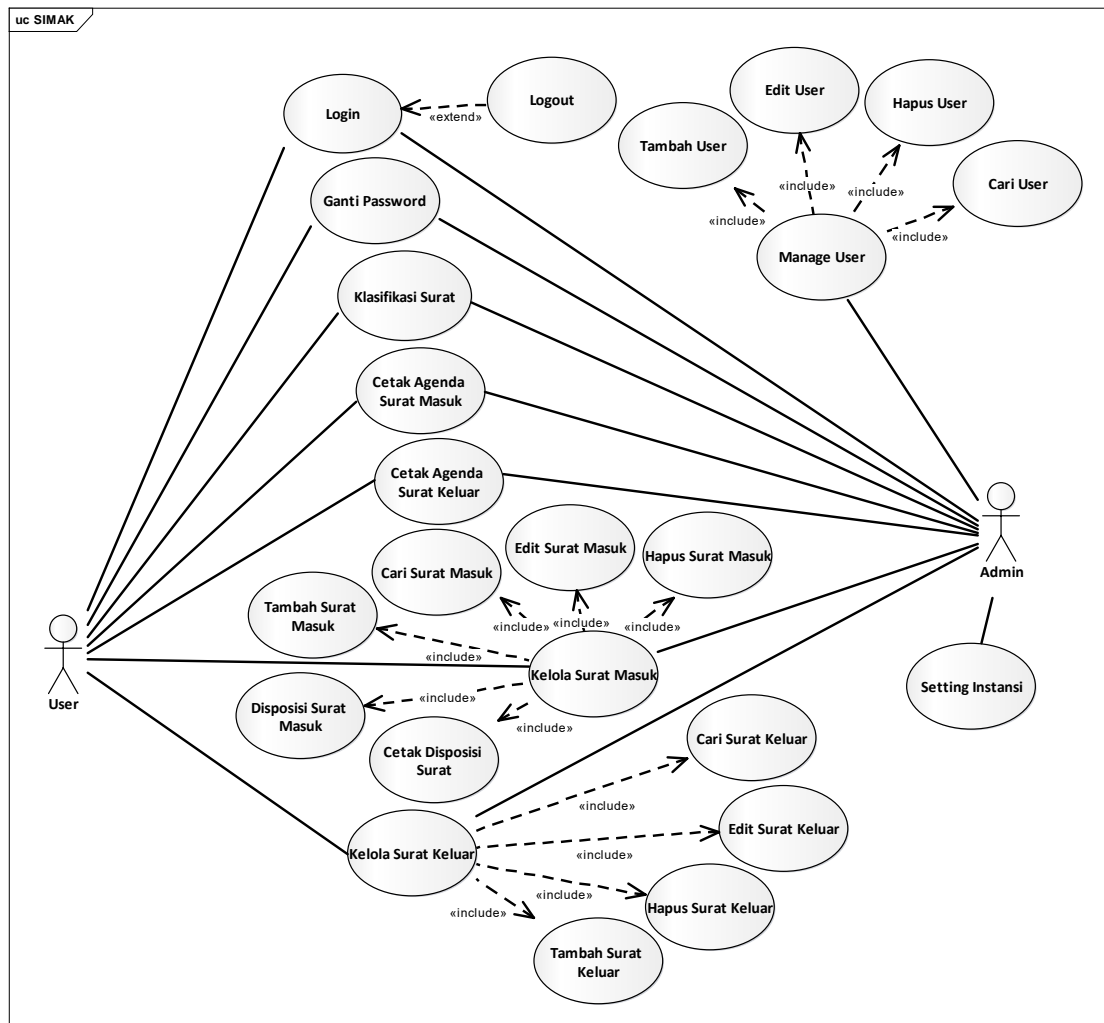 uc SIMAK
Login
«extend»
Logout
Edit User
Hapus User
Tambah User
Cari User
«include»
«include»
«include»
«include»
Manage User
Ganti Password
Klasifikasi Surat
Cetak Agenda
Surat Masuk
Cetak Agenda
Surat Keluar
Edit Surat Masuk
Hapus Surat Masuk
Cari Surat Masuk
Tambah Surat
Masuk
«include»
«include»
«include»
«include»
Kelola Surat Masuk
User
Admin
Setting Instansi
Disposisi Surat
Masuk
«include»
«include»
Cetak Disposisi
Surat
Cari Surat Keluar
«include»
Edit Surat Keluar
Kelola Surat Keluar
«include»
«include»
Hapus Surat Keluar
«include»
Tambah Surat
Keluar